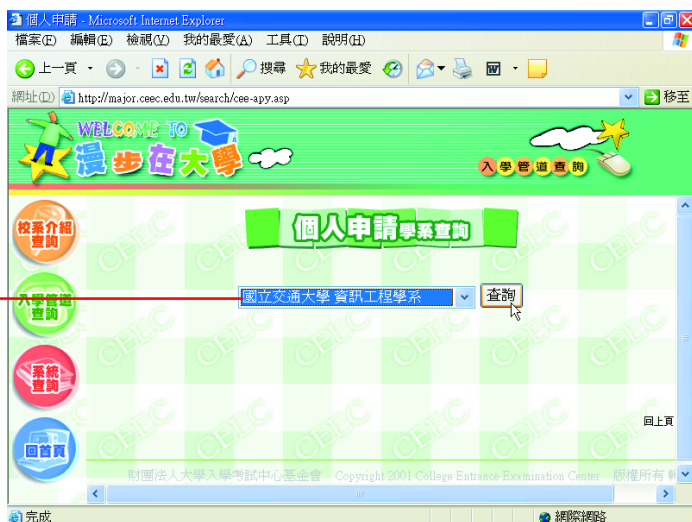 個人申請 - Microsoft Internet Explorer
檔案(F) 編輯(E) 檢視(V) 我的最愛(A) 工具(T) 說明(H)
上一頁 搜尋 我的最愛
網址(D) http://major.ceec.edu.tw/search/cee-apy.asp 移至
WELCOME TO
漫步在大學
入學管道查詢
校系介紹查詢
個人申請學系查詢
入學管道查詢
國立交通大學 資訊工程學系 查詢
系統查詢
回上頁
回首頁
財團法人大學入學考試中心基金會 Copyright 2001 College Entrance Examination Center 版權所有
完成 網際網路